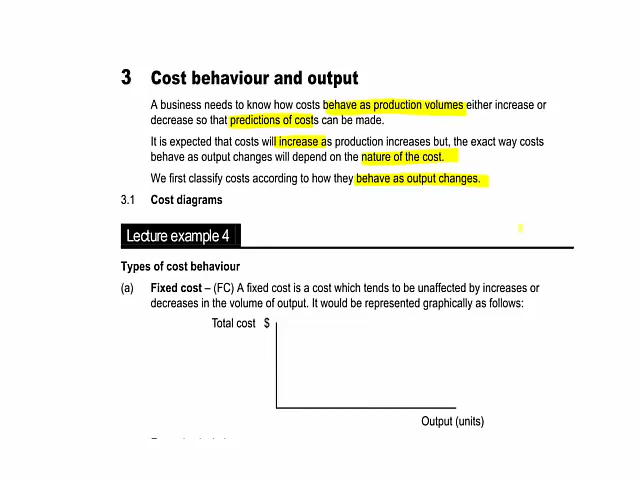 3 Cost behaviour and output
A business needs to know how costs behave as production volumes either increase or
decrease so that predictions of costs can be made.
It is expected that costs will increase as production increases but, the exact way costs
behave as output changes will depend on the nature of the cost.
We first classify costs according to how they behave as output changes.
3.1 Cost diagrams
Lecture example 4
Types of cost behaviour
(a) Fixed cost – (FC) A fixed cost is a cost which tends to be unaffected by increases or
decreases in the volume of output. It would be represented graphically as follows:
Total cost $
Output (units)